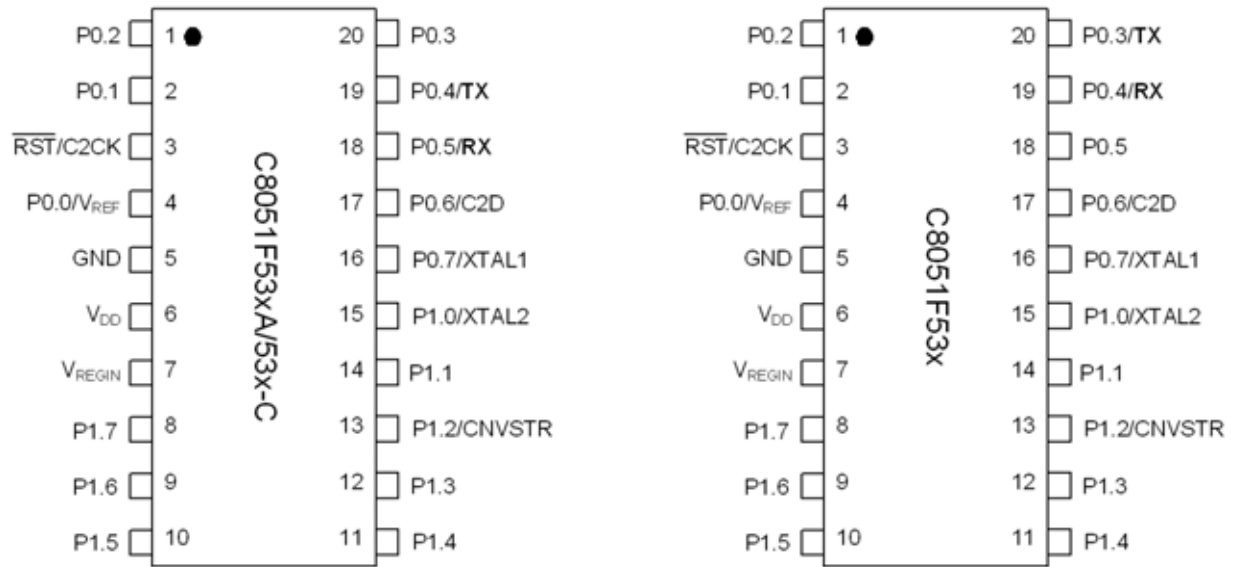 P0.2 1 20 P0.3
P0.1 2 19 P0.4/TX
RST/C2CK 3 18 P0.5/RX
P0.0/VREF 4 17 P0.6/C2D
GND 5 16 P0.7/XTAL1
VDD 6 15 P1.0/XTAL2
VREGIN 7 14 P1.1
P1.7 8 13 P1.2/CNVSTR
P1.6 9 12 P1.3
P1.5 10 11 P1.4
C8051F53xA/53x-C
P0.2 1 20 P0.3/TX
P0.1 2 19 P0.4/RX
RST/C2CK 3 18 P0.5
P0.0/VREF 4 17 P0.6/C2D
GND 5 16 P0.7/XTAL1
VDD 6 15 P1.0/XTAL2
VREGIN 7 14 P1.1
P1.7 8 13 P1.2/CNVSTR
P1.6 9 12 P1.3
P1.5 10 11 P1.4
C8051F53x